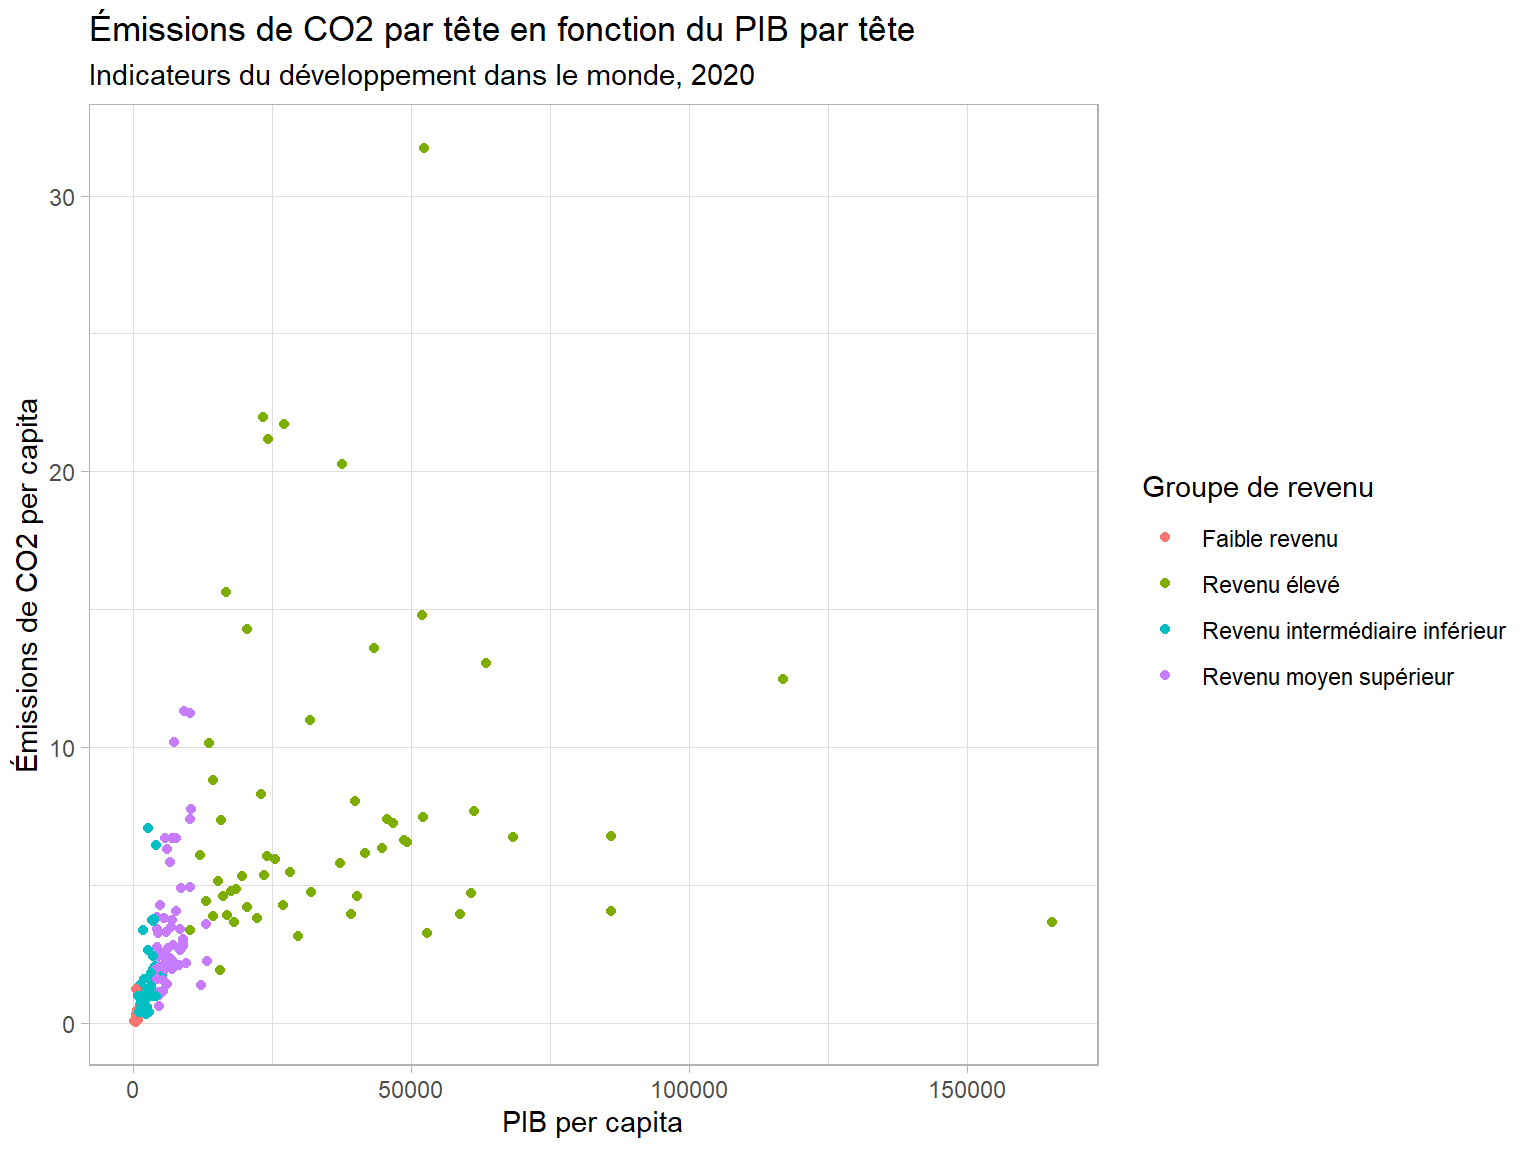 Émissions de CO2 par tête en fonction du PIB par tête
Indicateurs du développement dans le monde, 2020
Émissions de CO2 per capita
30
20
10
0
0
50000
100000
150000
PIB per capita
Groupe de revenu
Faible revenu
Revenu élevé
Revenu intermédiaire inférieur
Revenu moyen supérieur